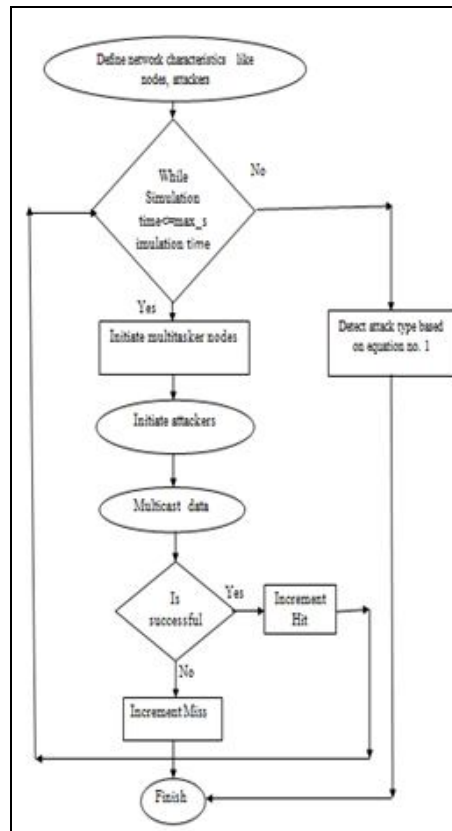 Define network characteristics like
nodes, attackers
While
Simulation
time<=max_s
imulation time
No
Yes
Initiate multitasker nodes
Detect attack type based
on equation no. 1
Initiate attackers
Multicast data
Is
successful
Yes
Increment
Hit
No
Increment Miss
Finish